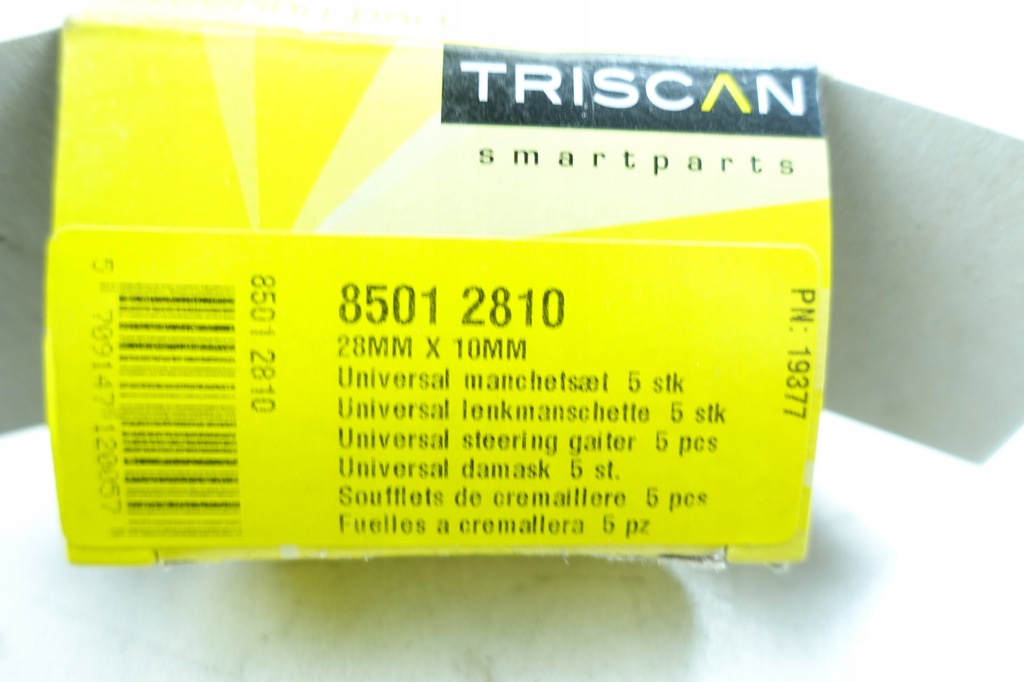 TRISCAN
smartparts
8501 2810
28MM X 10MM
Universal manchetsæt 5 stk
Universal lenkmanschette 5 stk
Universal steering gaiter 5 pcs
Universal damask 5 st.
Soufflets de cremaillere 5 pcs
Fuelles a cremallera 5 pz
8501 2810
5 709147 120057
PN: 19377